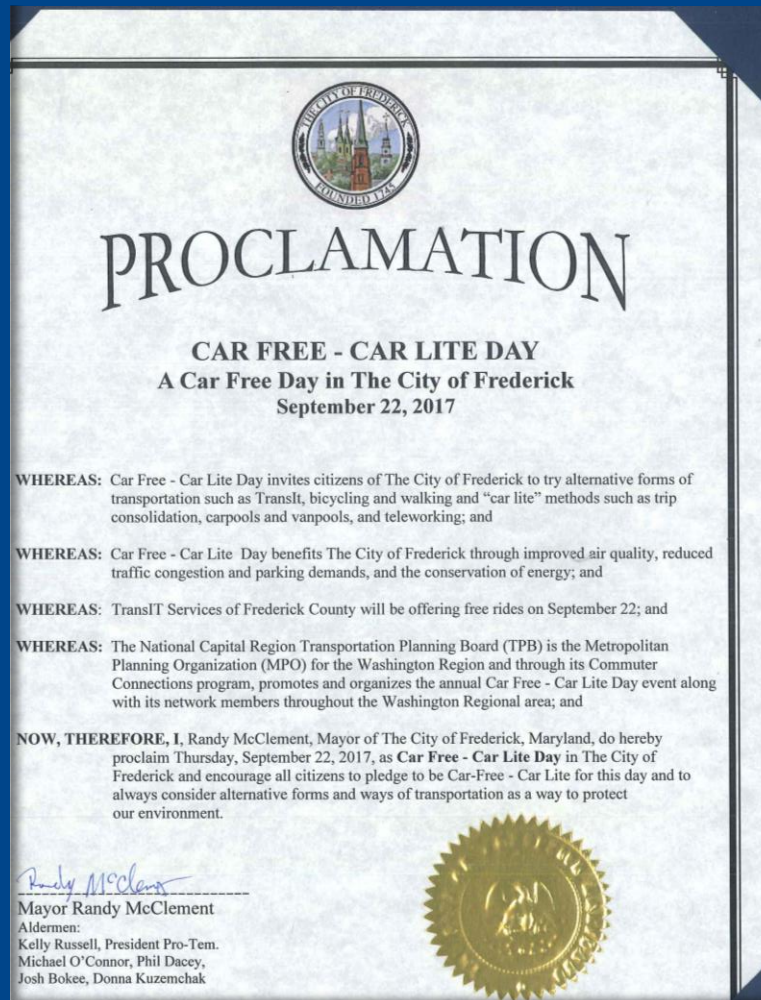 THE CITY OF FREDERICK
FOUNDED 1745
PROCLAMATION
CAR FREE - CAR LITE DAY
A Car Free Day in The City of Frederick
September 22, 2017
WHEREAS: Car Free - Car Lite Day invites citizens of The City of Frederick to try alternative forms of
transportation such as TransIt, bicycling and walking and “car lite” methods such as trip
consolidation, carpools and vanpools, and teleworking; and
WHEREAS: Car Free - Car Lite Day benefits The City of Frederick through improved air quality, reduced
traffic congestion and parking demands, and the conservation of energy; and
WHEREAS: TransIT Services of Frederick County will be offering free rides on September 22; and
WHEREAS: The National Capital Region Transportation Planning Board (TPB) is the Metropolitan
Planning Organization (MPO) for the Washington Region and through its Commuter
Connections program, promotes and organizes the annual Car Free - Car Lite Day event along
with its network members throughout the Washington Regional area; and
NOW, THEREFORE, I, Randy McClement, Mayor of The City of Frederick, Maryland, do hereby
proclaim Thursday, September 22, 2017, as Car Free - Car Lite Day in The City of
Frederick and encourage all citizens to pledge to be Car-Free - Car Lite for this day and to
always consider alternative forms and ways of transportation as a way to protect
our environment.
Randy McClement
Mayor Randy McClement
Aldermen:
Kelly Russell, President Pro-Tem.
Michael O’Connor, Phil Dacey,
Josh Bokee, Donna Kuzemchak